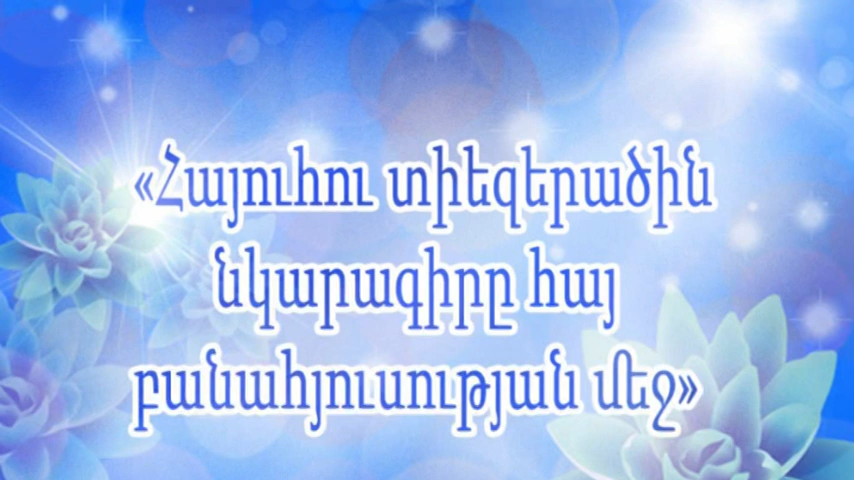 «Հայուհու տիեզերածին
նկարագիրը հայ
բանահյուսության մեջ»